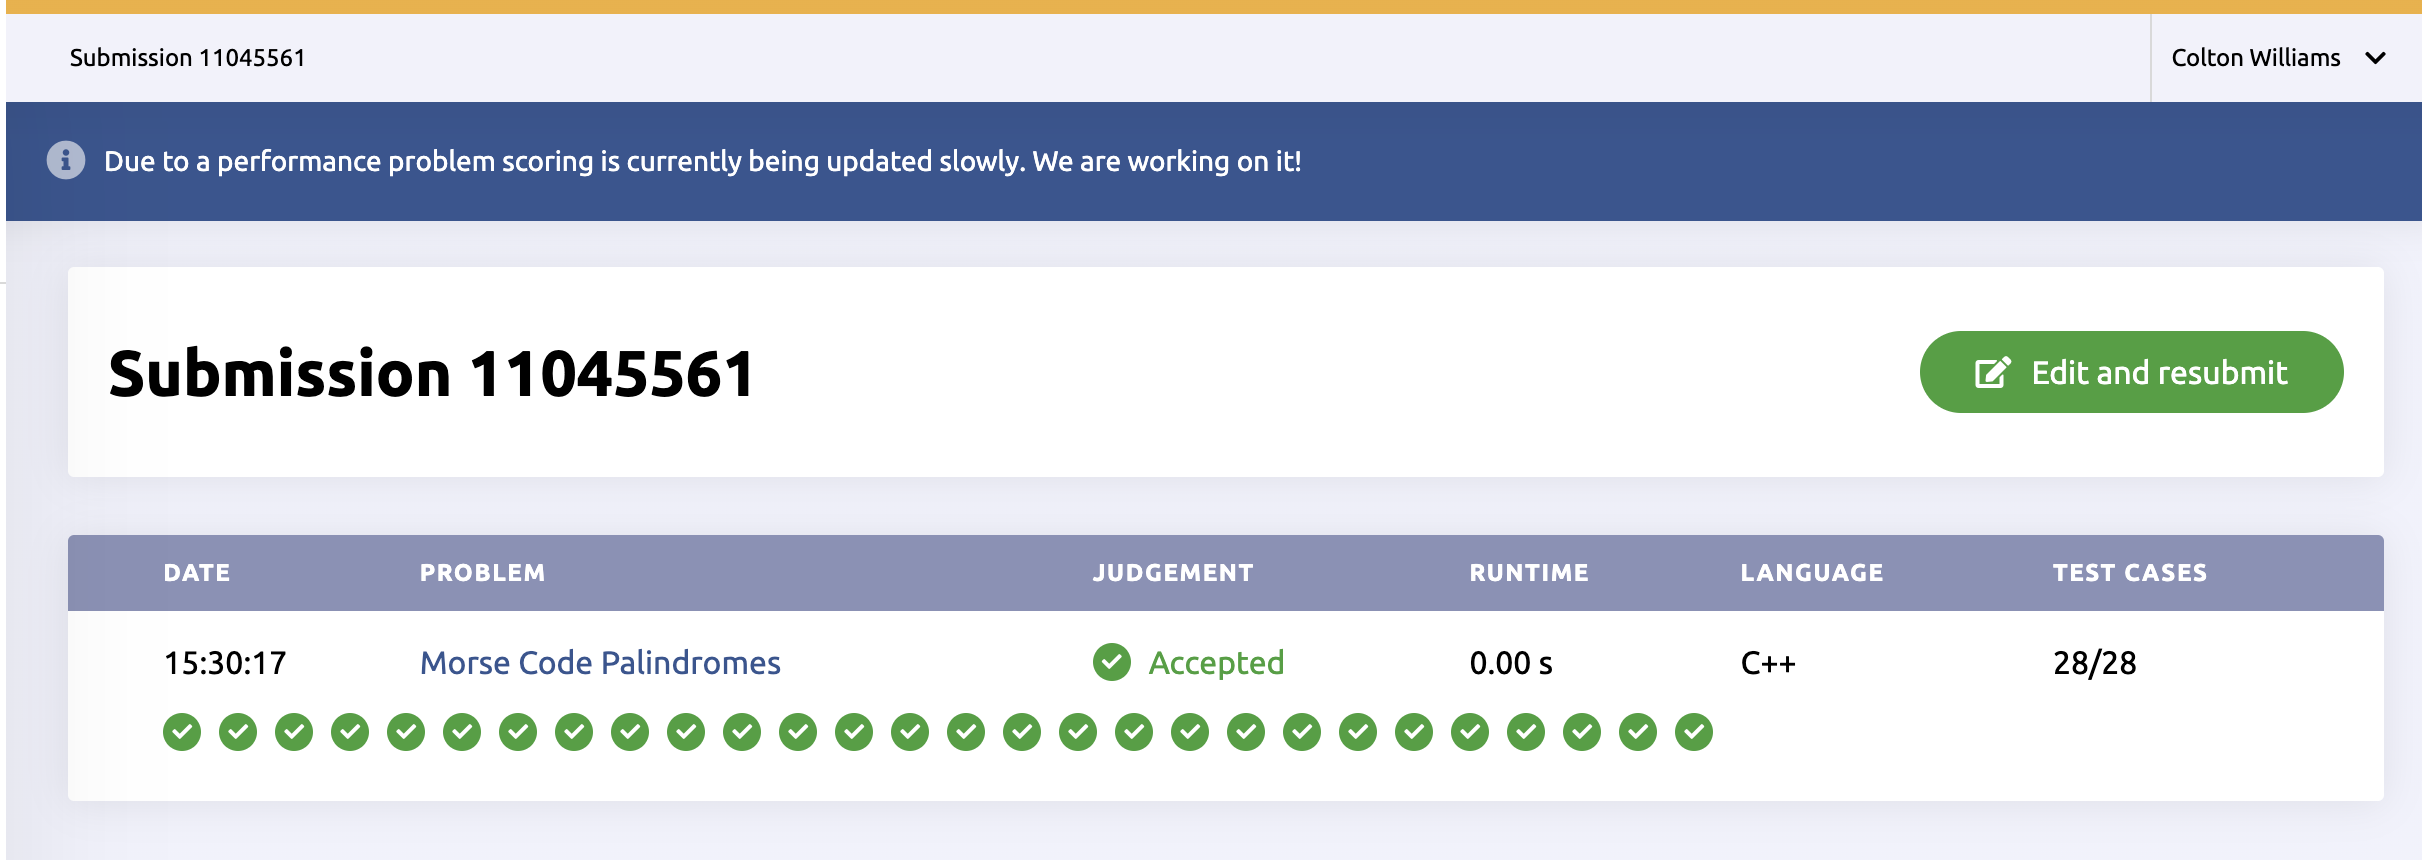 Submission 11045561
Colton Williams
Due to a performance problem scoring is currently being updated slowly. We are working on it!
Submission 11045561
Edit and resubmit
DATE PROBLEM JUDGEMENT RUNTIME LANGUAGE TEST CASES
15:30:17 Morse Code Palindromes Accepted 0.00 s C++ 28/28